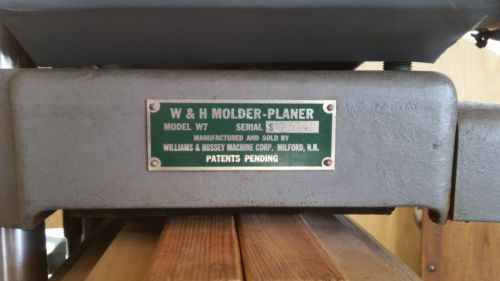 W & H MOLDER-PLANER
MODEL W7 SERIAL S
MANUFACTURED AND SOLD BY
WILLIAMS & HUSSEY MACHINE CORP. MILFORD, N.H.
PATENTS PENDING